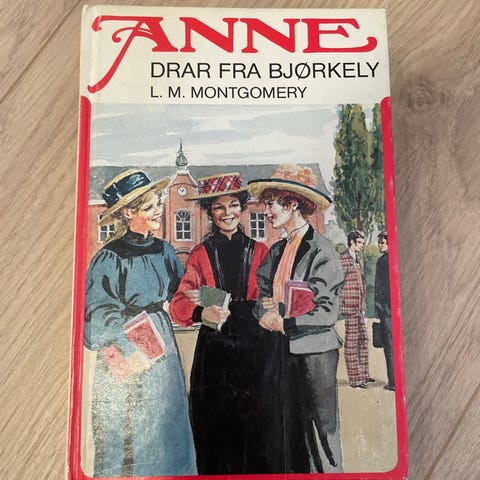 ANNE
DRAR FRA BJØRKELY
L. M. MONTGOMERY